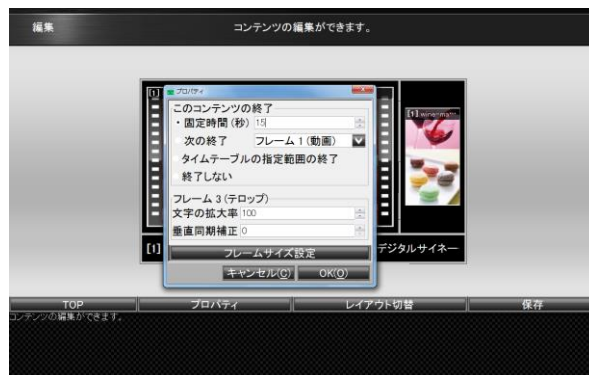 編集
コンテンツの編集ができます。
[1]
プロパティ
このコンテンツの終了
・固定時間(秒) 15
次の終了 フレーム 1(動画)
タイムテーブルの指定範囲の終了
終了しない
フレーム 3(テロップ)
文字の拡大率 100
垂直同期補正 0
フレームサイズ設定
キャンセル(C) OK(O)
[1]
[1]
デジタルサイネー
TOP プロパティ レイアウト切替 保存
コンテンツの編集ができます。